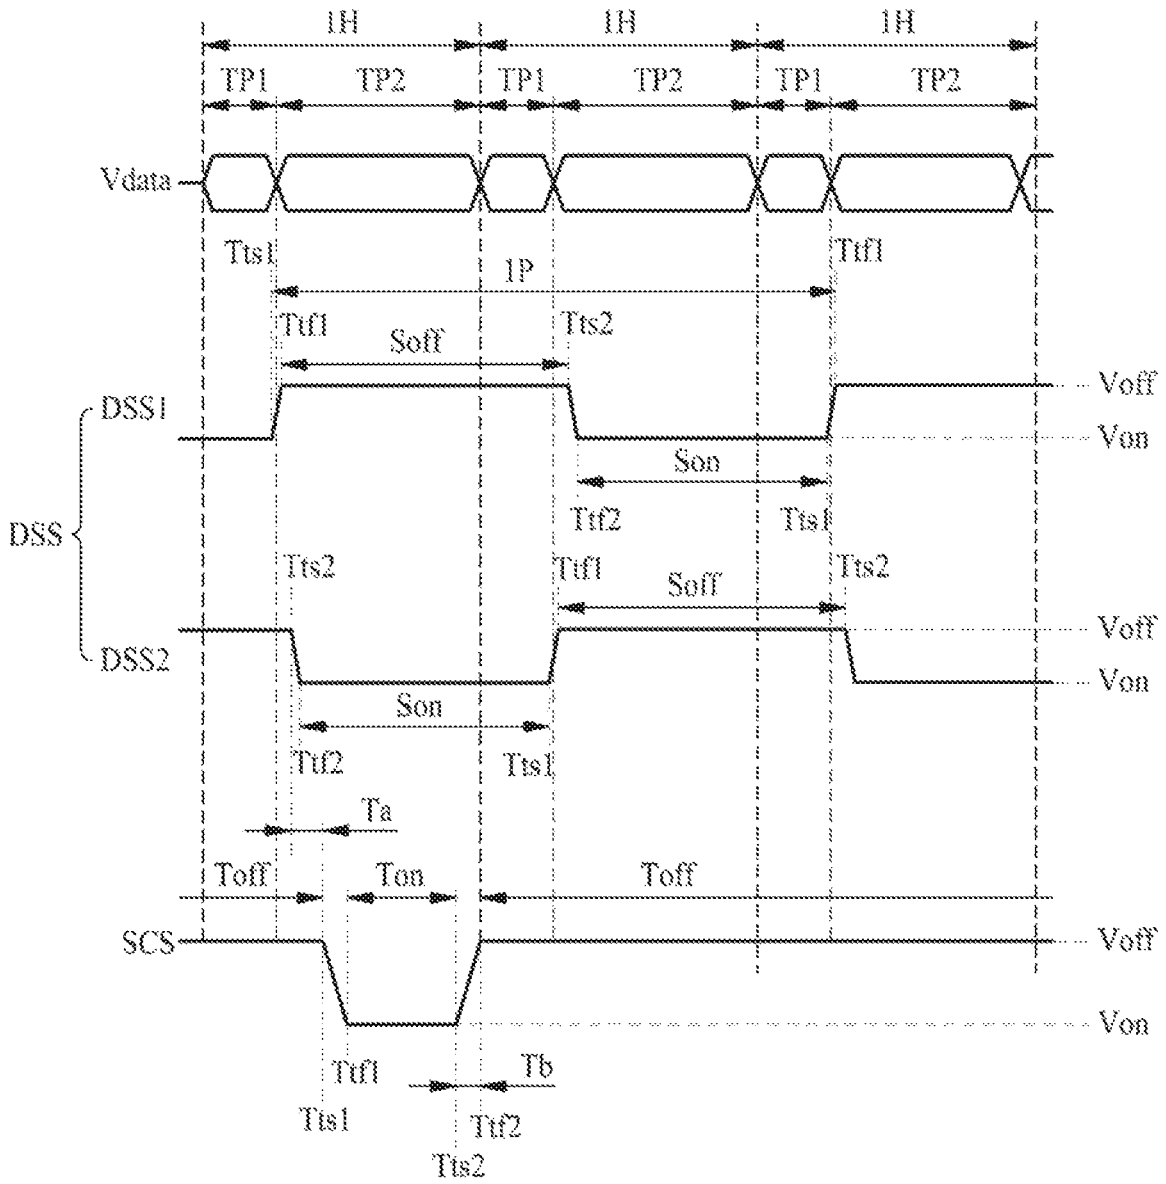 1H 1H 1H
TP1 TP2 TP1 TP2 TP1 TP2
Vdata
Tts1 Ttf1
1P
Ttf1 Tts2
Soff
DSS1 Voff
Von
Son
Ttf2 Tts1
DSS
Tts2 Ttf1 Tts2
Soff
Voff
DSS2
Von
Son
Ttf2 Tts1
Ta
Toff Ton Toff
SCS Voff
Von
Ttf1 Tb
Tts1 Ttf2
Tts2